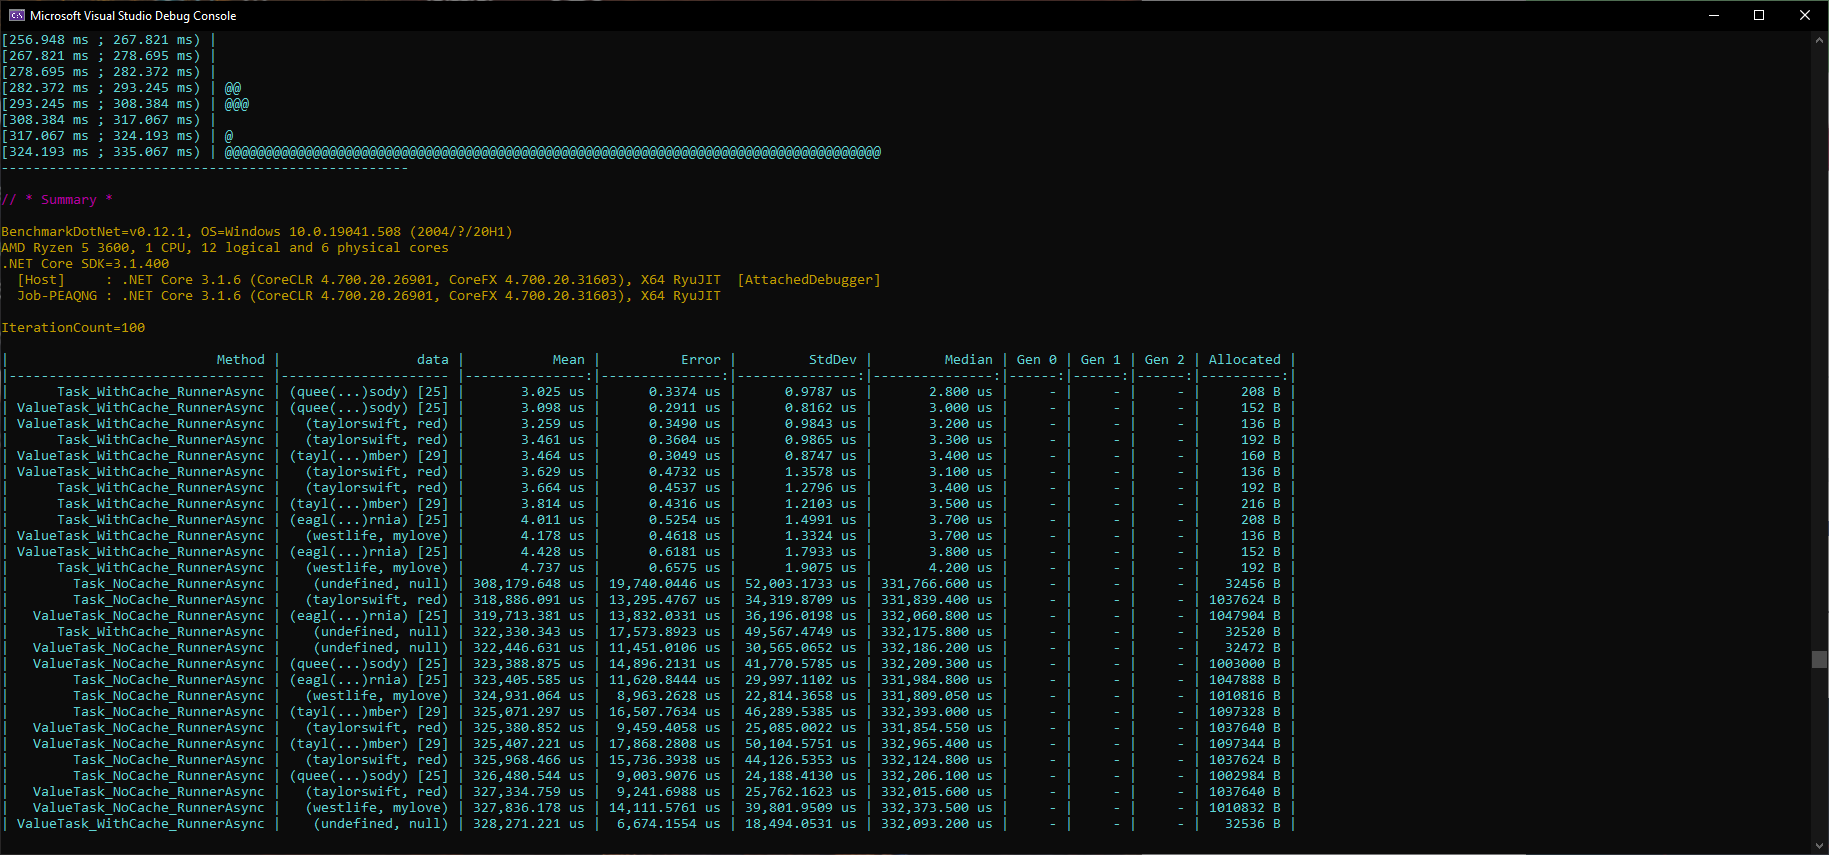 Microsoft Visual Studio Debug Console
[256.948 ms ; 267.821 ms) |
[267.821 ms ; 278.695 ms) |
[278.695 ms ; 282.372 ms) |
[282.372 ms ; 293.245 ms) | @@
[293.245 ms ; 308.384 ms) | @@@
[308.384 ms ; 317.067 ms) |
[317.067 ms ; 324.193 ms) | @
[324.193 ms ; 335.067 ms) | @@@@@@@@@@@@@@@@@@@@@@@@@@@@@@@@@@@@@@@@@@@@@@@@@@@@@@@@@@@@@@@@@@@@@@@@@@@@@@@@@@
---------------------------------------------------
// * Summary *
BenchmarkDotNet=v0.12.1, OS=Windows 10.0.19041.508 (2004/?/20H1)
AMD Ryzen 5 3600, 1 CPU, 12 logical and 6 physical cores
.NET Core SDK=3.1.400
[Host]     : .NET Core 3.1.6 (CoreCLR 4.700.20.26901, CoreFX 4.700.20.31603), X64 RyuJIT  [AttachedDebugger]
Job-PEAQNG : .NET Core 3.1.6 (CoreCLR 4.700.20.26901, CoreFX 4.700.20.31603), X64 RyuJIT
IterationCount=100
| Method | data | Mean | Error | StdDev | Median | Gen 0 | Gen 1 | Gen 2 | Allocated |
|-------------------------------- |--------------------- |---------------:|---------------:|---------------:|---------------:|------:|------:|------:|----------:|
| Task_WithCache_RunnerAsync | (quee(...)sody) [25] | 3.025 us | 0.3374 us | 0.9787 us | 2.800 us | - | - | - | 208 B |
| ValueTask_WithCache_RunnerAsync | (quee(...)sody) [25] | 3.098 us | 0.2911 us | 0.8162 us | 3.000 us | - | - | - | 152 B |
| ValueTask_WithCache_RunnerAsync | (taylorswift, red) | 3.259 us | 0.3490 us | 0.9843 us | 3.200 us | - | - | - | 136 B |
| Task_WithCache_RunnerAsync | (taylorswift, red) | 3.461 us | 0.3604 us | 0.9865 us | 3.300 us | - | - | - | 192 B |
| ValueTask_WithCache_RunnerAsync | (tayl(...)mber) [29] | 3.464 us | 0.3049 us | 0.8747 us | 3.400 us | - | - | - | 160 B |
| ValueTask_WithCache_RunnerAsync | (taylorswift, red) | 3.629 us | 0.4732 us | 1.3578 us | 3.100 us | - | - | - | 136 B |
| Task_WithCache_RunnerAsync | (taylorswift, red) | 3.664 us | 0.4537 us | 1.2796 us | 3.400 us | - | - | - | 192 B |
| Task_WithCache_RunnerAsync | (tayl(...)mber) [29] | 3.814 us | 0.4316 us | 1.2103 us | 3.500 us | - | - | - | 216 B |
| Task_WithCache_RunnerAsync | (eagl(...)rnia) [25] | 4.011 us | 0.5254 us | 1.4991 us | 3.700 us | - | - | - | 208 B |
| ValueTask_WithCache_RunnerAsync | (westlife, mylove) | 4.178 us | 0.4618 us | 1.3324 us | 3.700 us | - | - | - | 136 B |
| ValueTask_WithCache_RunnerAsync | (eagl(...)rnia) [25] | 4.428 us | 0.6181 us | 1.7933 us | 3.800 us | - | - | - | 152 B |
| Task_WithCache_RunnerAsync | (westlife, mylove) | 4.737 us | 0.6575 us | 1.9075 us | 4.200 us | - | - | - | 192 B |
| Task_NoCache_RunnerAsync | (undefined, null) | 308,179.648 us | 19,740.0446 us | 52,003.1733 us | 331,766.600 us | - | - | - | 32456 B |
| Task_NoCache_RunnerAsync | (taylorswift, red) | 318,886.091 us | 13,295.4767 us | 34,319.8709 us | 331,839.400 us | - | - | - | 1037624 B |
| ValueTask_NoCache_RunnerAsync | (eagl(...)rnia) [25] | 319,713.381 us | 13,832.0331 us | 36,196.0198 us | 332,060.800 us | - | - | - | 1047904 B |
| Task_WithCache_RunnerAsync | (undefined, null) | 322,330.343 us | 17,573.8923 us | 49,567.4749 us | 332,175.800 us | - | - | - | 32520 B |
| ValueTask_NoCache_RunnerAsync | (undefined, null) | 322,446.631 us | 11,451.0106 us | 30,565.0652 us | 332,186.200 us | - | - | - | 32472 B |
| ValueTask_NoCache_RunnerAsync | (quee(...)sody) [25] | 323,388.875 us | 14,896.2131 us | 41,770.5785 us | 332,209.300 us | - | - | - | 1003000 B |
| Task_NoCache_RunnerAsync | (eagl(...)rnia) [25] | 323,405.585 us | 11,620.8444 us | 29,997.1102 us | 331,984.800 us | - | - | - | 1047888 B |
| Task_NoCache_RunnerAsync | (westlife, mylove) | 324,931.064 us | 8,963.2628 us | 22,814.3658 us | 331,809.050 us | - | - | - | 1010816 B |
| Task_NoCache_RunnerAsync | (tayl(...)mber) [29] | 325,071.297 us | 16,507.7634 us | 46,289.5385 us | 332,393.000 us | - | - | - | 1097328 B |
| ValueTask_NoCache_RunnerAsync | (taylorswift, red) | 325,380.852 us | 9,459.4058 us | 25,085.0022 us | 331,854.550 us | - | - | - | 1037640 B |
| ValueTask_NoCache_RunnerAsync | (tayl(...)mber) [29] | 325,407.221 us | 17,868.2808 us | 50,104.5751 us | 332,965.400 us | - | - | - | 1097344 B |
| Task_NoCache_RunnerAsync | (taylorswift, red) | 325,968.466 us | 15,736.3938 us | 44,126.5353 us | 332,124.800 us | - | - | - | 1037624 B |
| Task_NoCache_RunnerAsync | (quee(...)sody) [25] | 326,480.544 us | 9,003.9076 us | 24,188.4130 us | 332,206.100 us | - | - | - | 1002984 B |
| ValueTask_NoCache_RunnerAsync | (taylorswift, red) | 327,334.759 us | 9,241.6988 us | 25,762.1623 us | 332,015.600 us | - | - | - | 1037640 B |
| ValueTask_NoCache_RunnerAsync | (westlife, mylove) | 327,836.178 us | 14,111.5761 us | 39,801.9509 us | 332,373.500 us | - | - | - | 1010832 B |
| ValueTask_WithCache_RunnerAsync | (undefined, null) | 328,271.221 us | 6,674.1554 us | 18,494.0531 us | 332,093.200 us | - | - | - | 32536 B |